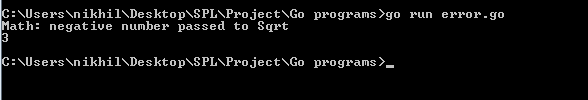 C:\Users\nikhil\Desktop\SPL\Project\Go programs>go run error.go
Math: negative number passed to Sqrt
3
C:\Users\nikhil\Desktop\SPL\Project\Go programs>_